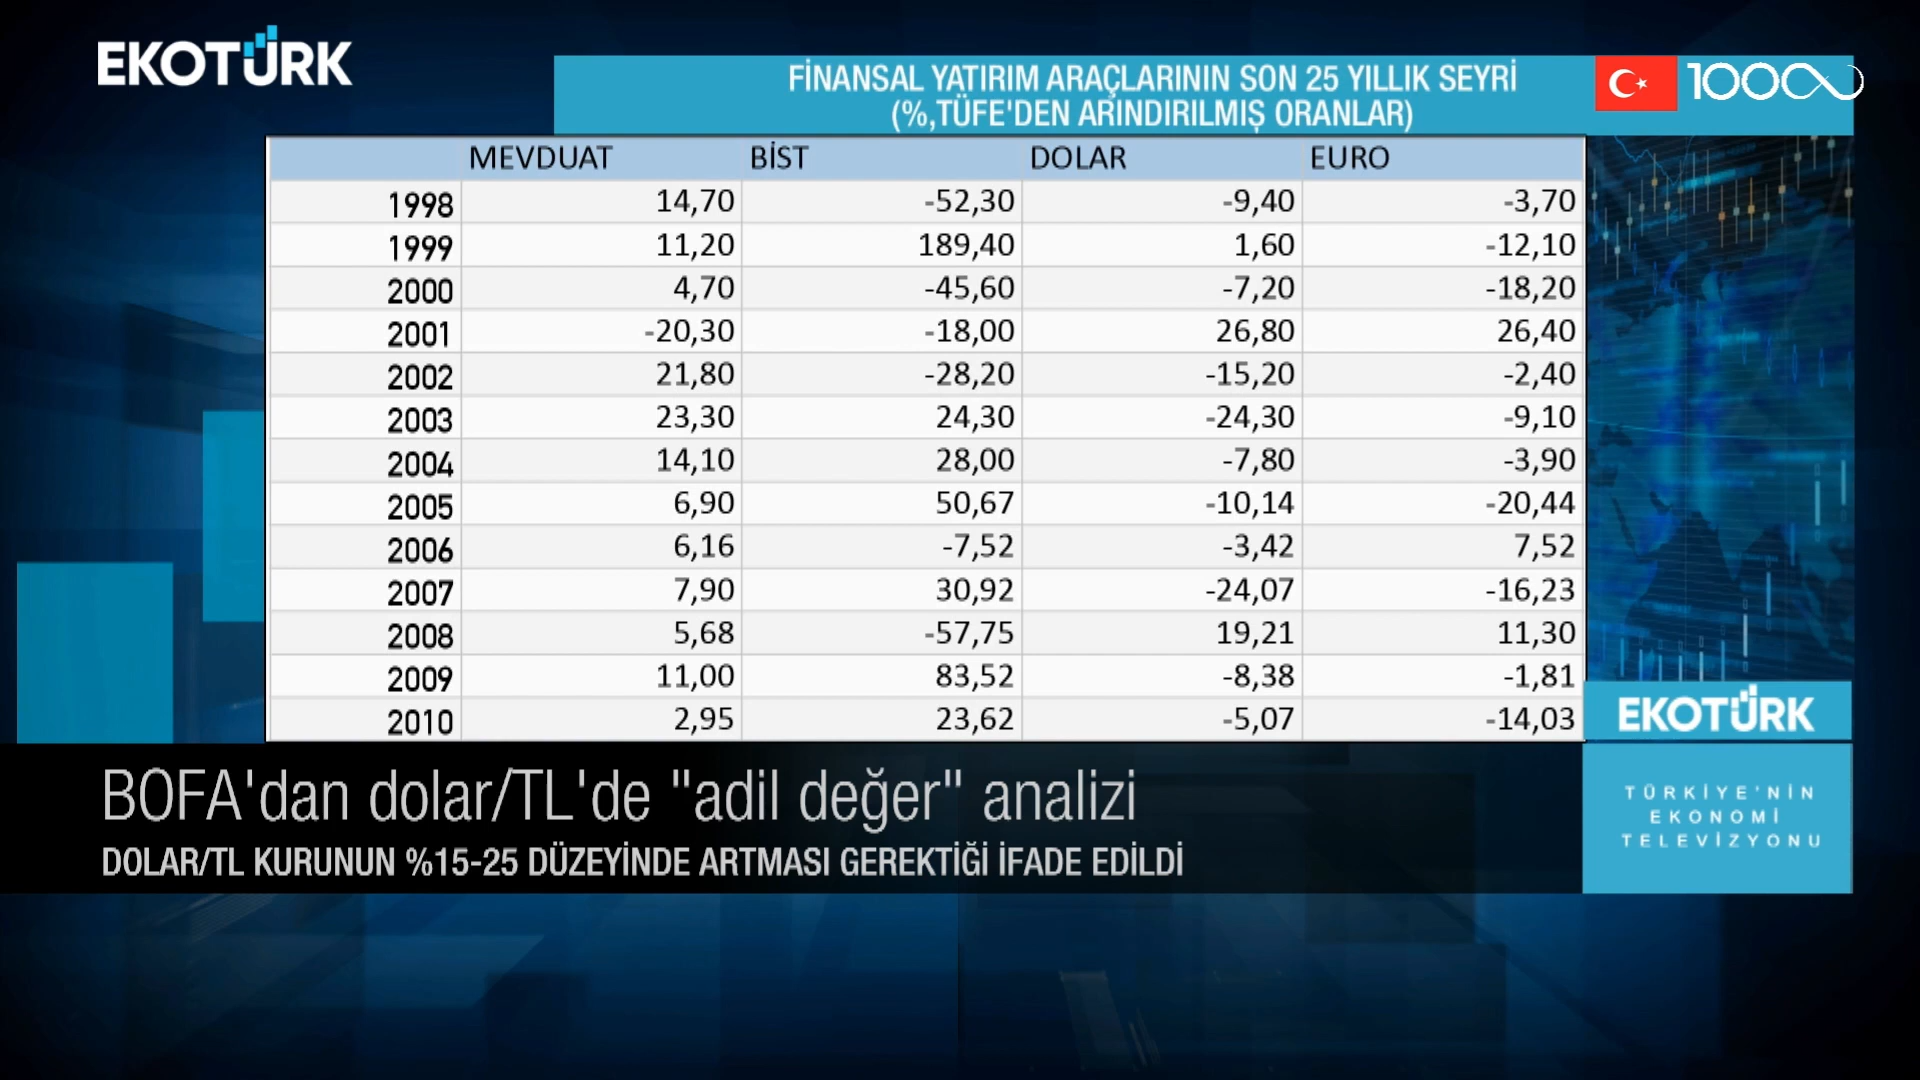 EKOTÜRK
FİNANSAL YATIRIM ARAÇLARININ SON 25 YILLIK SEYRİ
(%,TÜFE'DEN ARINDIRILMIŞ ORANLAR)
MEVDUAT BİST DOLAR EURO
1998 14,70 -52,30 -9,40 -3,70
1999 11,20 189,40 1,60 -12,10
2000 4,70 -45,60 -7,20 -18,20
2001 -20,30 -18,00 26,80 26,40
2002 21,80 -28,20 -15,20 -2,40
2003 23,30 24,30 -24,30 -9,10
2004 14,10 28,00 -7,80 -3,90
2005 6,90 50,67 -10,14 -20,44
2006 6,16 -7,52 -3,42 7,52
2007 7,90 30,92 -24,07 -16,23
2008 5,68 -57,75 19,21 11,30
2009 11,00 83,52 -8,38 -1,81
2010 2,95 23,62 -5,07 -14,03
EKOTÜRK
BOFA'dan dolar/TL'de "adil değer" analizi
DOLAR/TL KURUNUN %15-25 DÜZEYİNDE ARTMASI GEREKTİĞİ İFADE EDİLDİ
TÜRKİYE'NİN
EKONOMİ
TELEVİZYONU